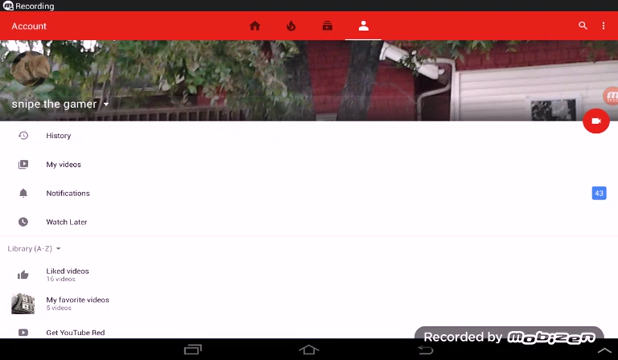 Recording
Account
snipe the gamer
History
My videos
Notifications
43
Watch Later
Library (A-Z)
Liked videos
16 videos
My favorite videos
5 videos
Get YouTube Red
Recorded by mobizen